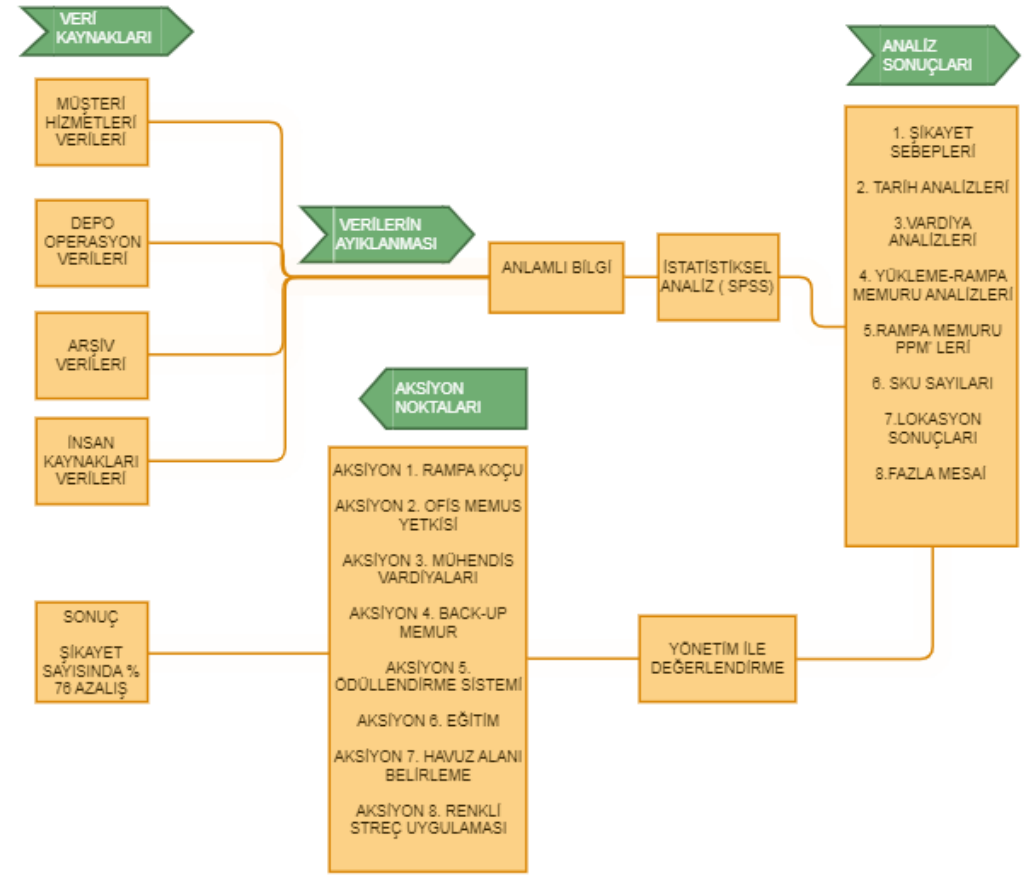 VERİ
KAYNAKLARI
MÜŞTERİ
HİZMETLERİ
VERİLERİ
DEPO
OPERASYON
VERİLERİ
ARŞİV
VERİLERİ
İNSAN
KAYNAKLARI
VERİLERİ
VERİLERİN
AYIKLANMASI
ANLAMLI BİLGİ
İSTATİSTİKSEL
ANALİZ ( SPSS)
ANALİZ
SONUÇLARI
1. ŞİKAYET
SEBEPLERİ
2. TARİH ANALİZLERİ
3.VARDİYA
ANALİZLERİ
4. YÜKLEME-RAMPA
MEMURU ANALİZLERİ
5.RAMPA MEMURU
PPM' LERİ
6. SKU SAYILARI
7.LOKASYON
SONUÇLARI
8.FAZLA MESAİ
YÖNETİM İLE
DEĞERLENDİRME
AKSİYON
NOKTALARI
AKSİYON 1. RAMPA KOÇU
AKSİYON 2. OFİS MEMUS
YETKİSİ
AKSİYON 3. MÜHENDİS
VARDİYALARI
AKSİYON 4. BACK-UP
MEMUR
AKSİYON 5.
ÖDÜLLENDİRME SİSTEMİ
AKSİYON 6. EĞİTİM
AKSİYON 7. HAVUZ ALANI
BELİRLEME
AKSİYON 8. RENKLİ
STREÇ UYGULAMASI
SONUÇ
ŞİKAYET
SAYISINDA %
76 AZALIŞ